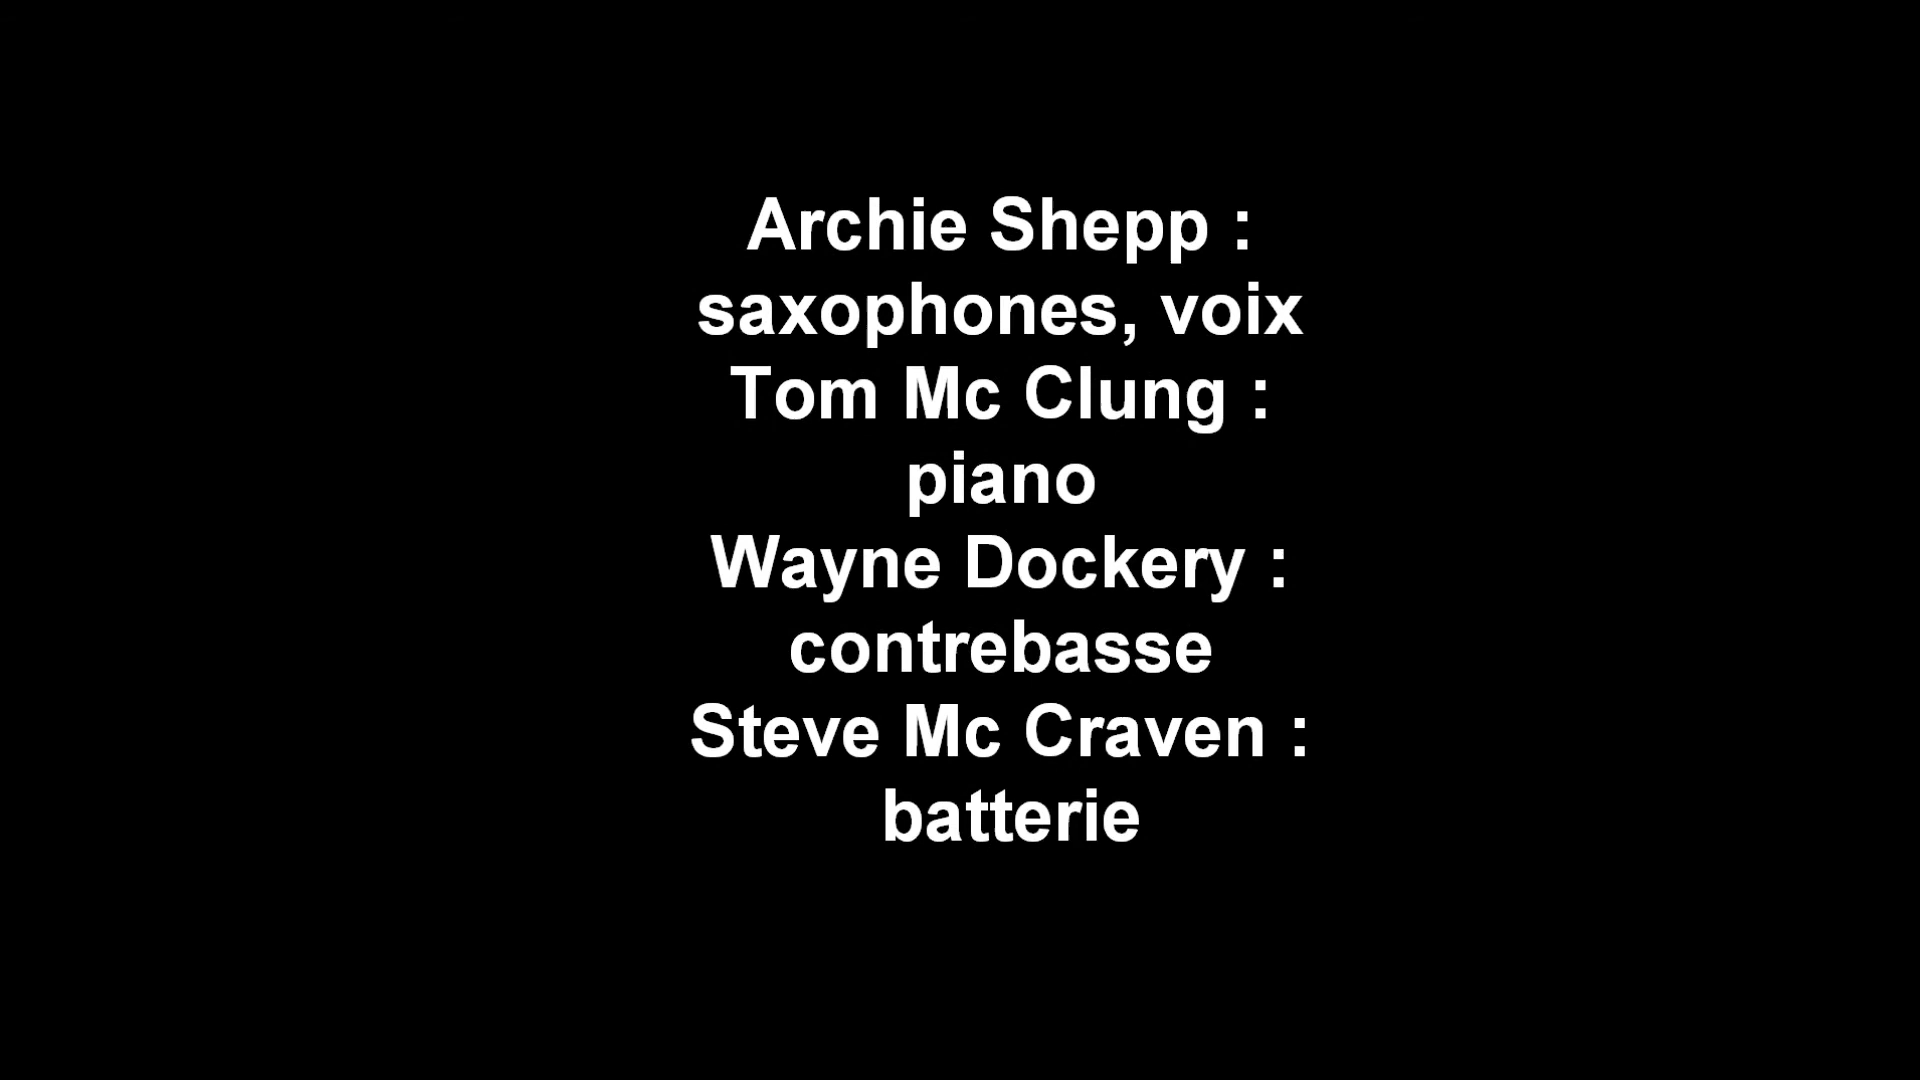 Archie Shepp :
saxophones, voix
Tom Mc Clung :
piano
Wayne Dockery :
contrebasse
Steve Mc Craven :
batterie